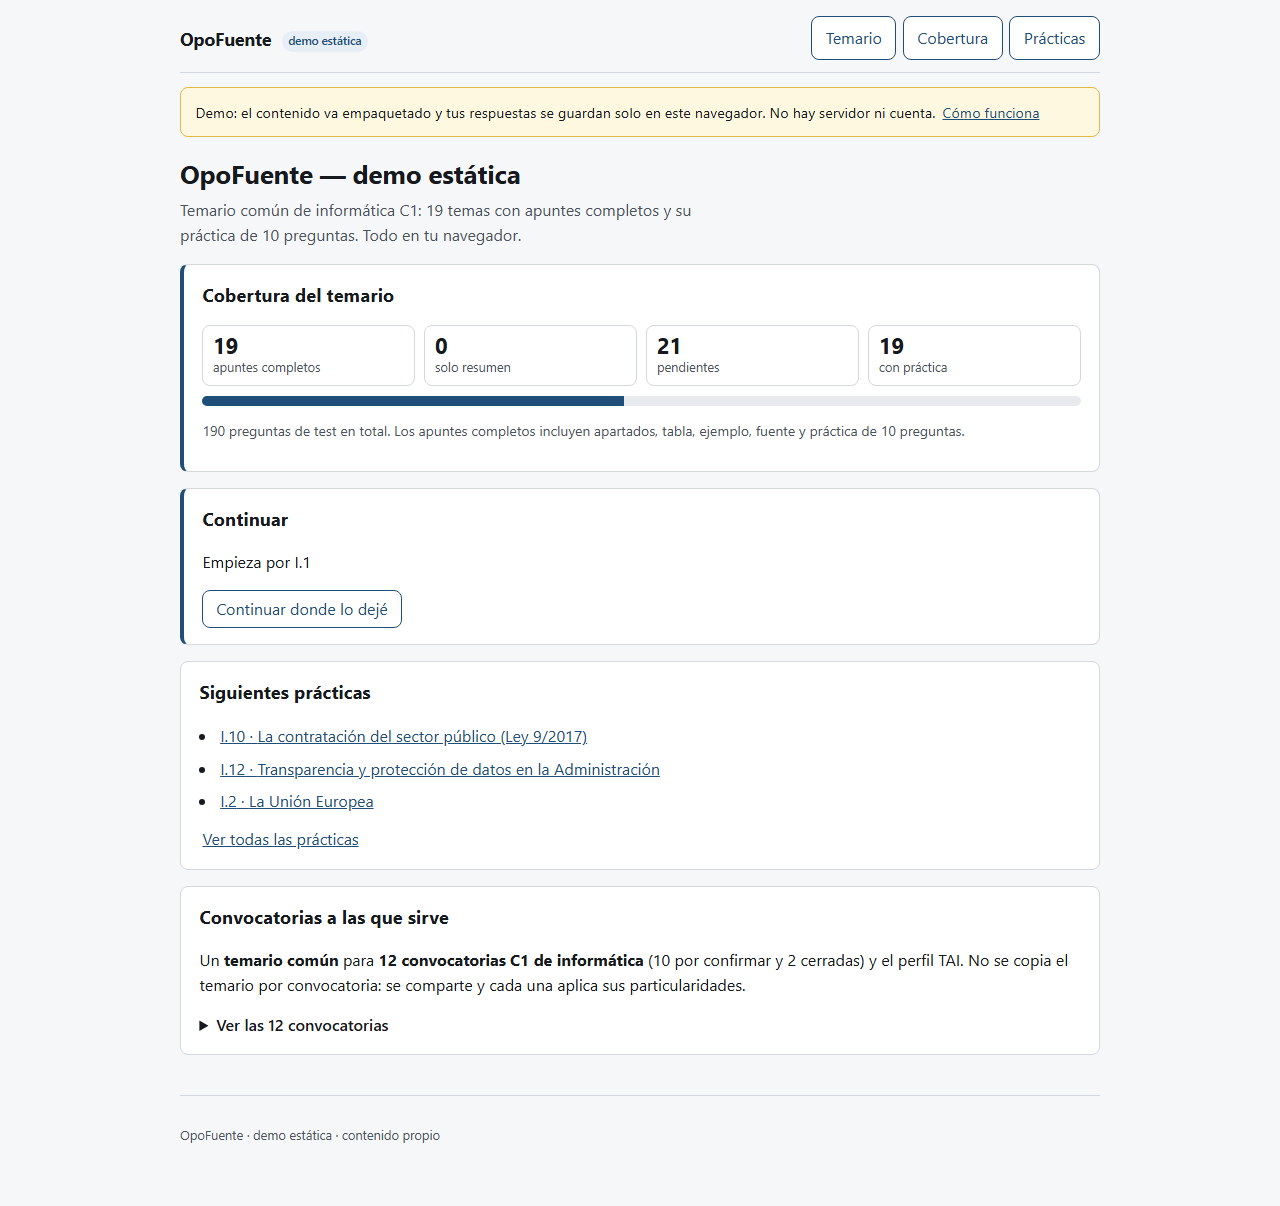 OpoFuente demo estática Temario Cobertura Prácticas
Demo: el contenido va empaquetado y tus respuestas se guardan solo en este navegador. No hay servidor ni cuenta. Cómo funciona
OpoFuente — demo estática
Temario común de informática C1: 19 temas con apuntes completos y su
práctica de 10 preguntas. Todo en tu navegador.
Cobertura del temario
19
apuntes completos
0
solo resumen
21
pendientes
19
con práctica
190 preguntas de test en total. Los apuntes completos incluyen apartados, tabla, ejemplo, fuente y práctica de 10 preguntas.
Continuar
Empieza por I.1
Continuar donde lo dejé
Siguientes prácticas
I.10 · La contratación del sector público (Ley 9/2017)
I.12 · Transparencia y protección de datos en la Administración
I.2 · La Unión Europea
Ver todas las prácticas
Convocatorias a las que sirve
Un temario común para 12 convocatorias C1 de informática (10 por confirmar y 2 cerradas) y el perfil TAI. No se copia el
temario por convocatoria: se comparte y cada una aplica sus particularidades.
Ver las 12 convocatorias
OpoFuente · demo estática · contenido propio